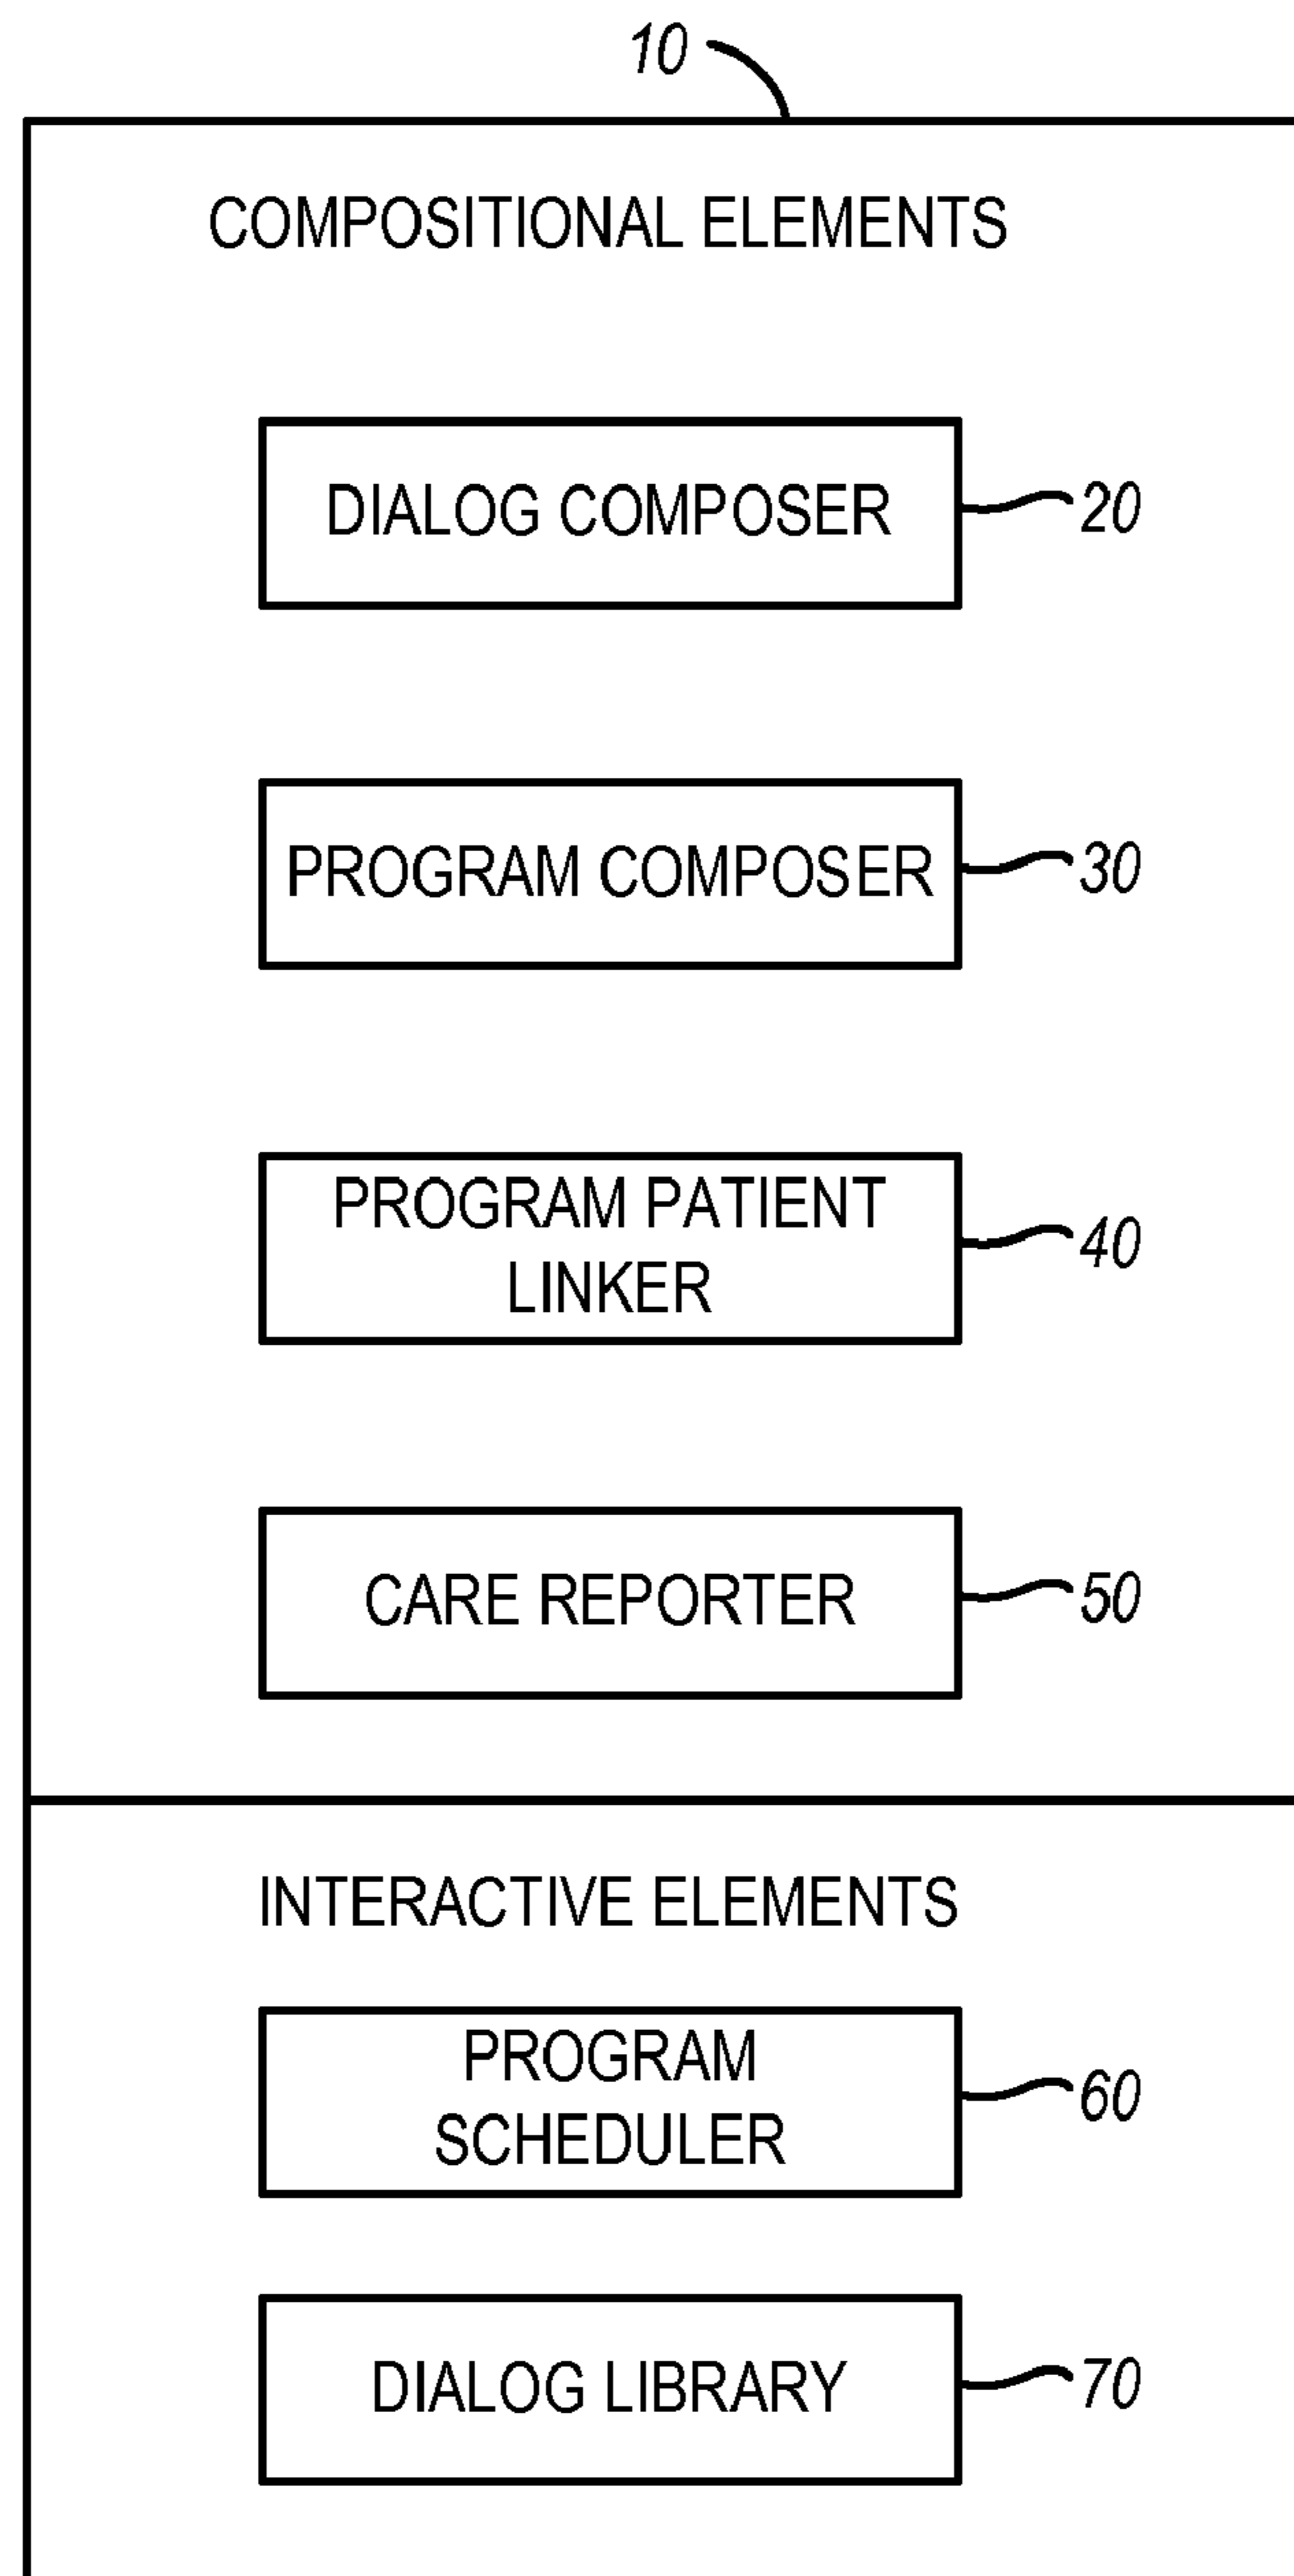 10
COMPOSITIONAL ELEMENTS
DIALOG COMPOSER
20
PROGRAM COMPOSER
30
PROGRAM PATIENT
LINKER
40
CARE REPORTER
50
INTERACTIVE ELEMENTS
PROGRAM
SCHEDULER
60
DIALOG LIBRARY
70